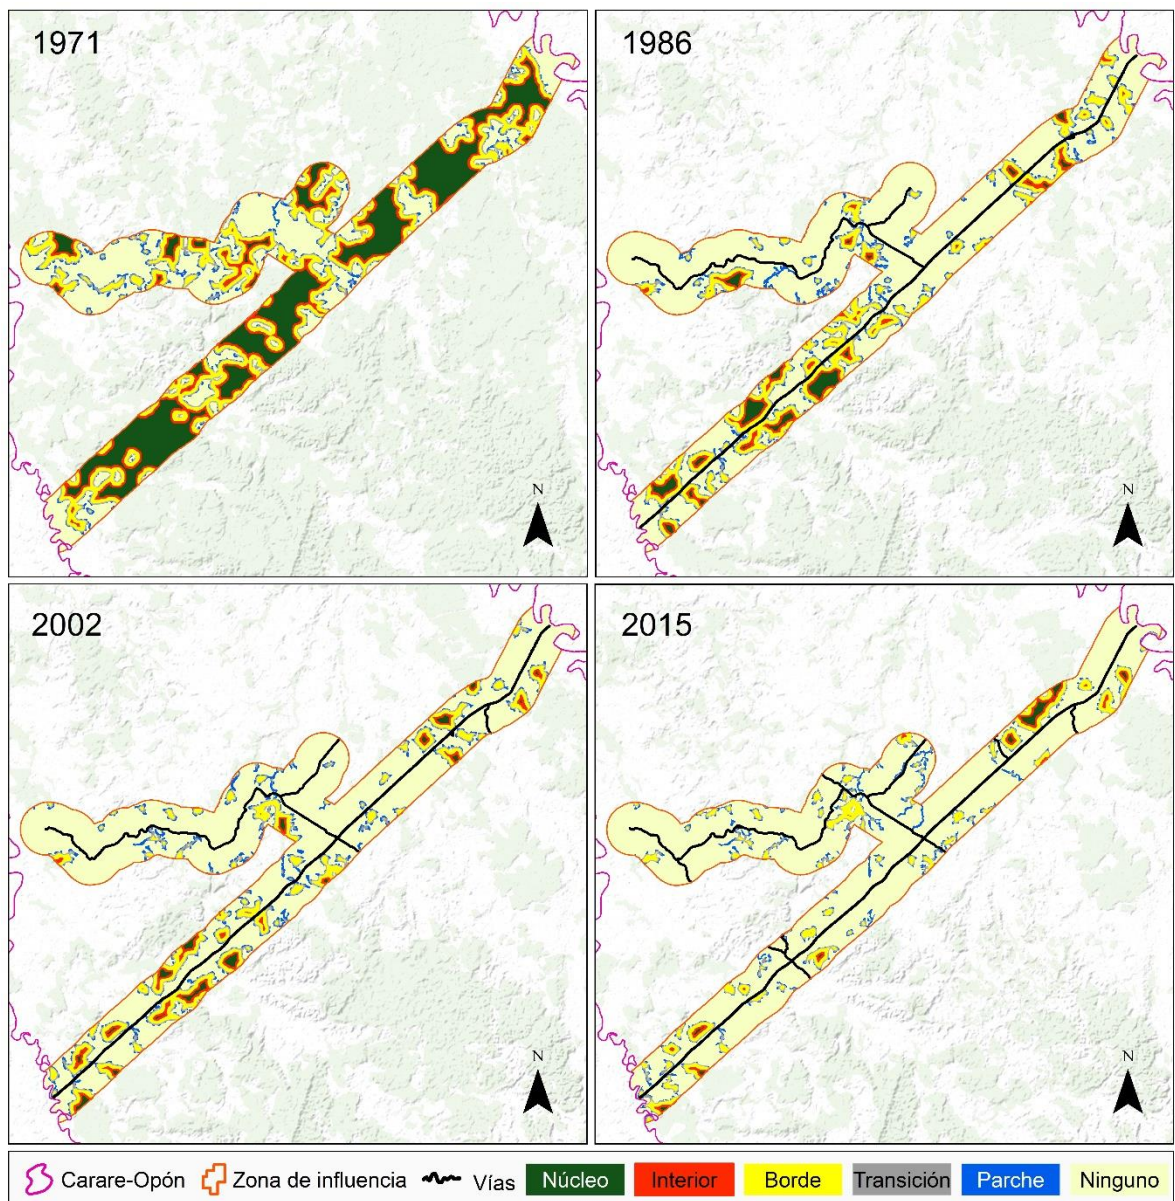 1971
1986
N
N
2002
2015
N
N
Carare-Opón Zona de influencia Vías Núcleo Interior Borde Transición Parche Ninguno